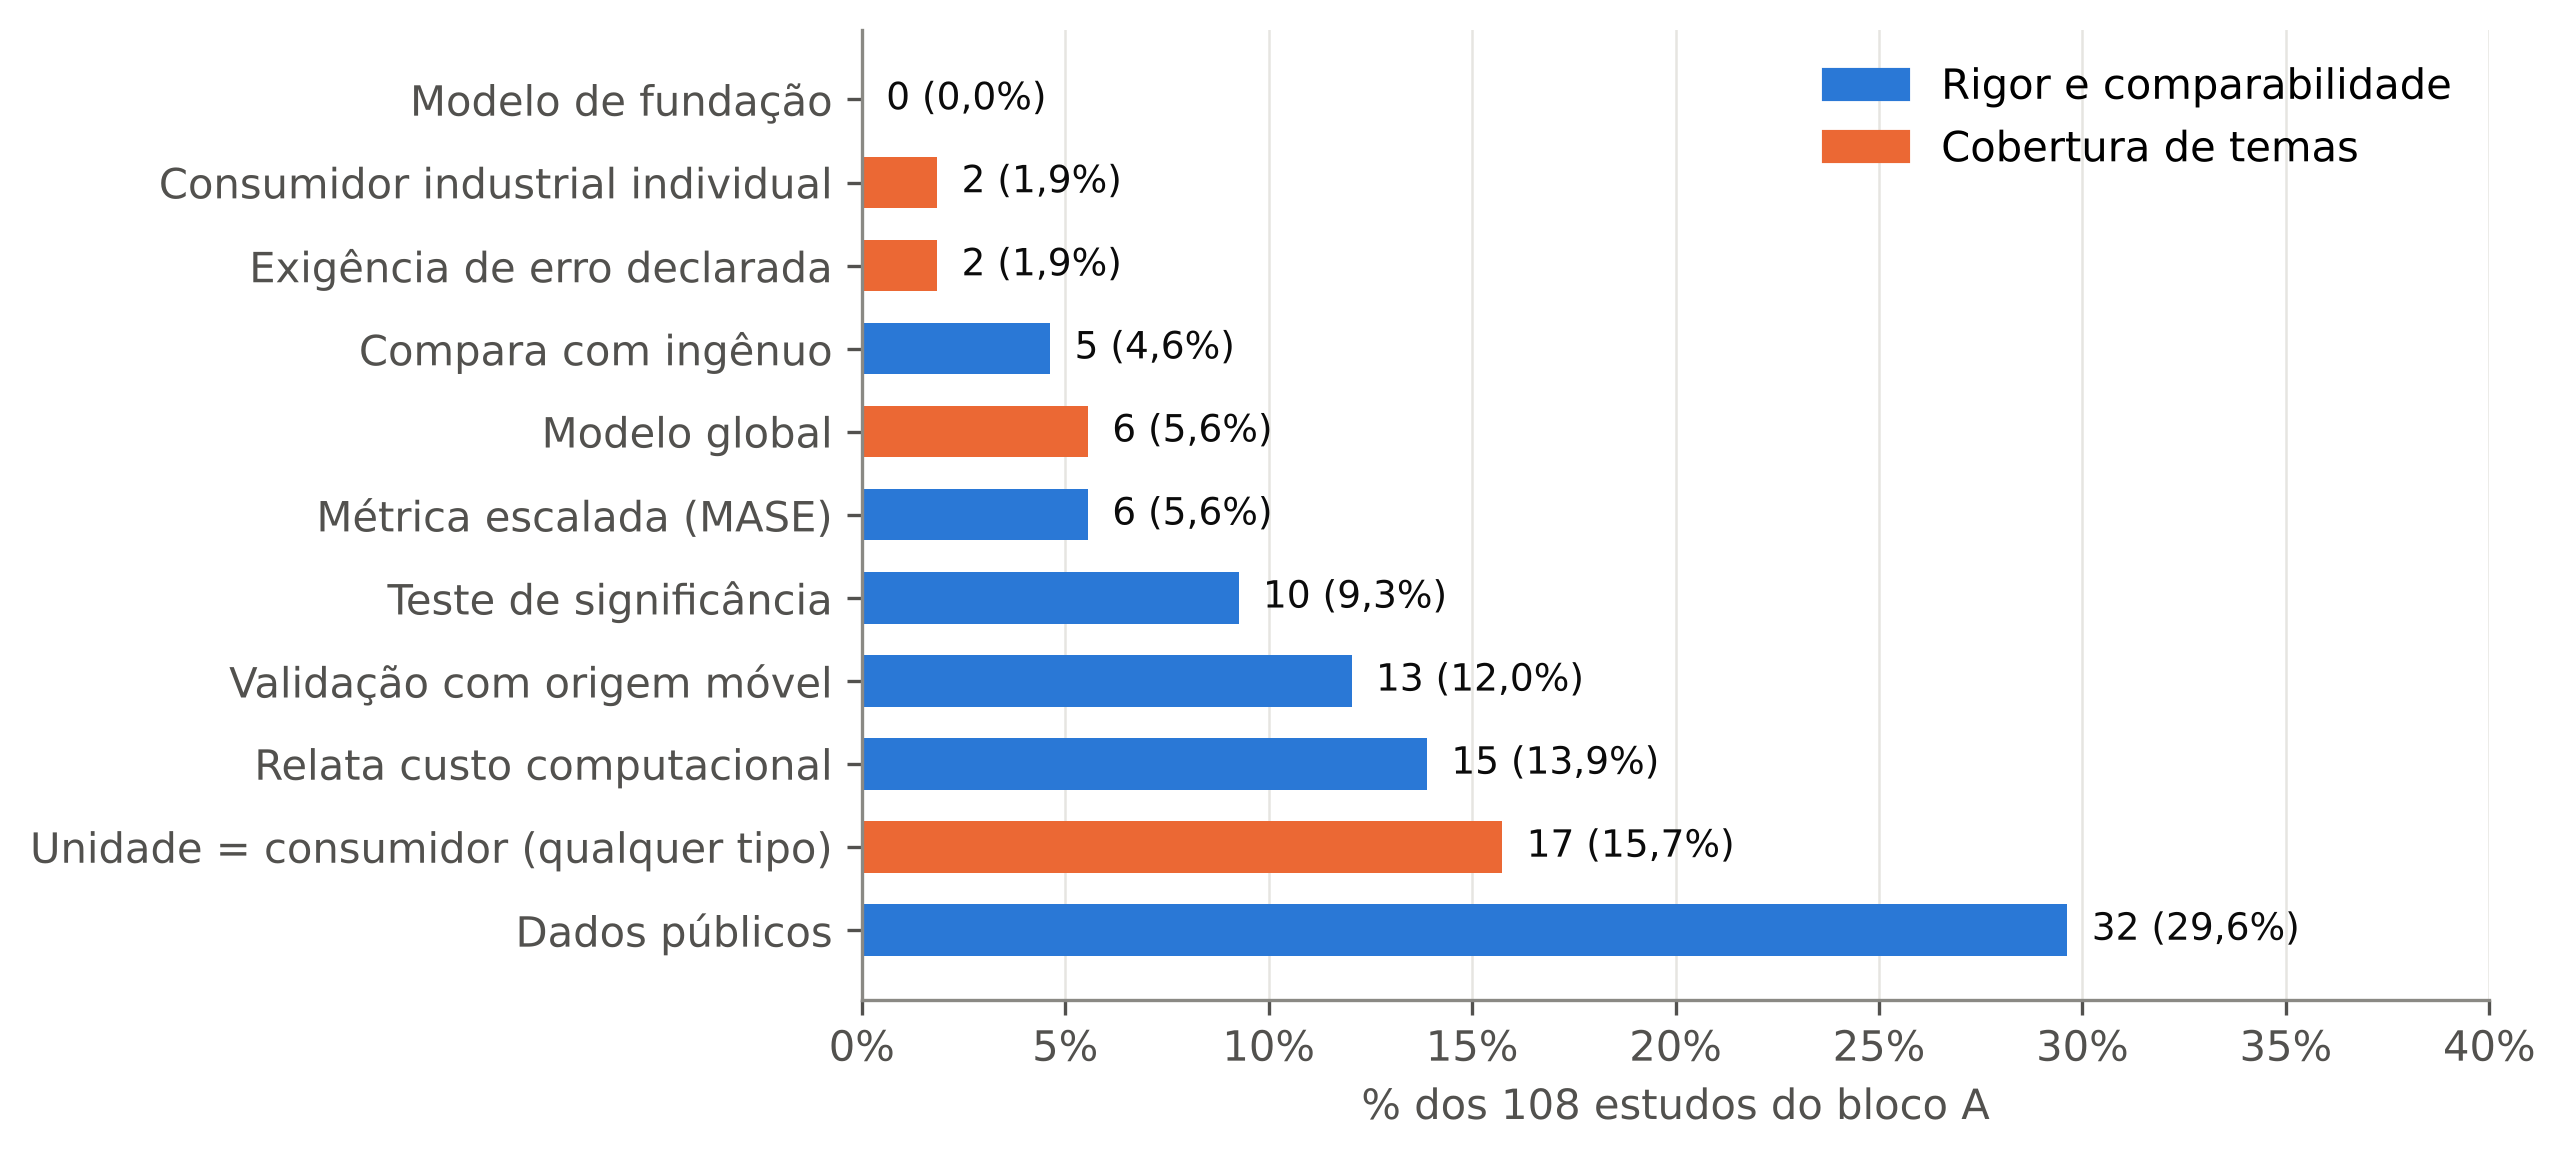 Rigor e comparabilidade
Cobertura de temas
Modelo de fundação 0 (0,0%)
Consumidor industrial individual 2 (1,9%)
Exigência de erro declarada 2 (1,9%)
Compara com ingênuo 5 (4,6%)
Modelo global 6 (5,6%)
Métrica escalada (MASE) 6 (5,6%)
Teste de significância 10 (9,3%)
Validação com origem móvel 13 (12,0%)
Relata custo computacional 15 (13,9%)
Unidade = consumidor (qualquer tipo) 17 (15,7%)
Dados públicos 32 (29,6%)
0% 5% 10% 15% 20% 25% 30% 35% 40%
% dos 108 estudos do bloco A